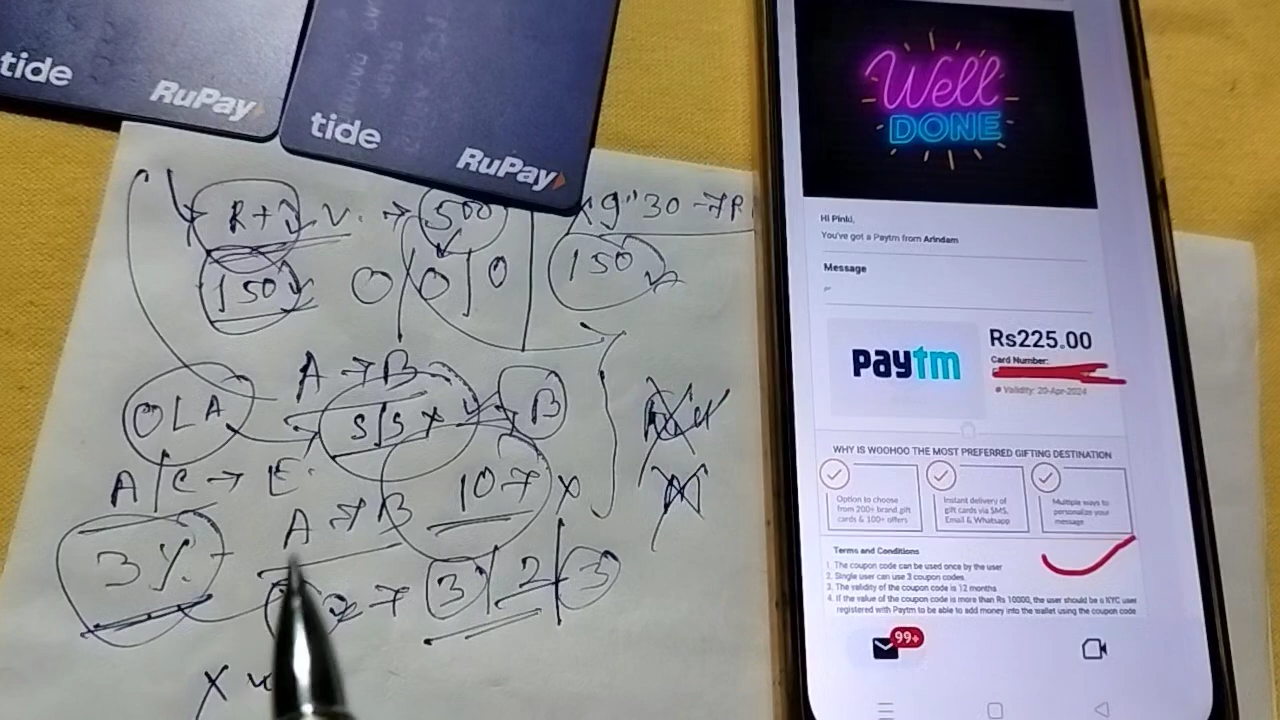 tide
RuPay
tide
RuPay
R+
V. → 500
"30 →
150
0 | 0 | 0
150
A → B
OLA
B
A/C → E.
107 X
A → B
3%
3 | 2 | 3
X
Well
DONE
Hi Pinki,
You've got a Paytm from Arindam
Message
paytm
Rs225.00
Card Number:
Validity: 20-Apr-2024
WHY IS WOOHOO THE MOST PREFERRED GIFTING DESTINATION
Option to choose
from 200+ brand gift
cards & 100+ offers
Instant delivery of
gift cards via SMS,
Email & Whatsapp
Multiple ways to
personalize your
message
Terms and Conditions
1. The coupon code can be used once by the user
2. Single user can use 3 coupon codes
3. The validity of the coupon code is 12 months
4. If the value of the coupon code is more than Rs 10000, the user should be a KYC user
registered with Paytm to be able to add money into the wallet using the coupon code
99+